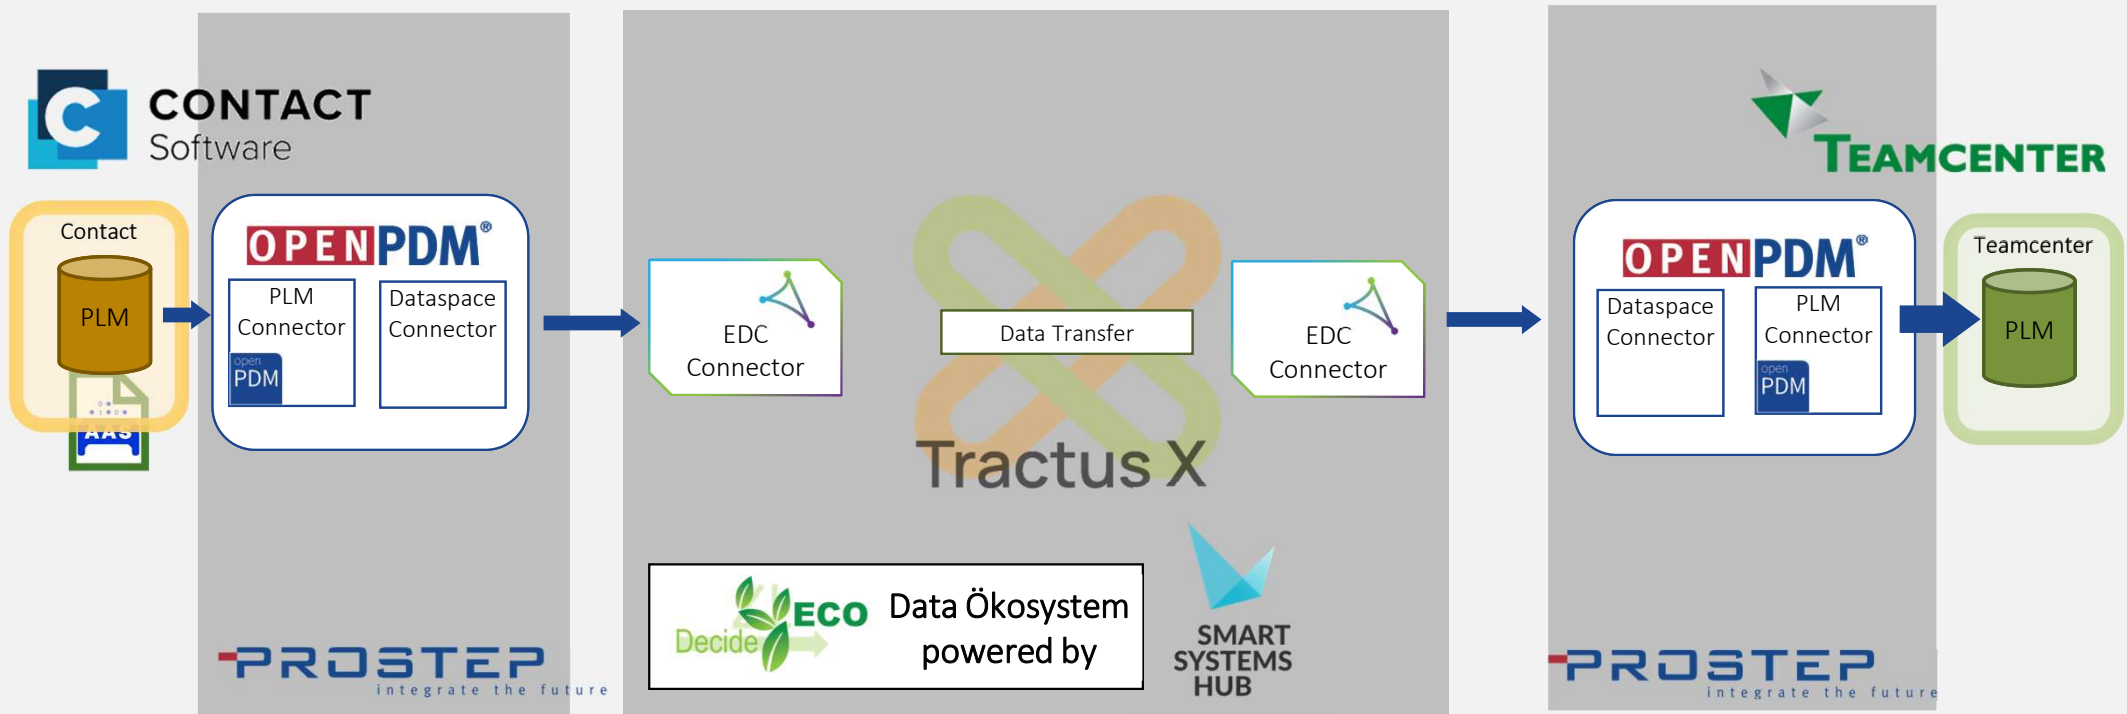 CONTACT
Software
Contact
PLM
AAS
OPENPDM®
PLM
Connector
open
PDM
Dataspace
Connector
PROSTEP
integrate the future
EDC
Connector
Data Transfer
Tractus X
EDC
Connector
Decide
ECO
Data Ökosystem
powered by
SMART
SYSTEMS
HUB
TEAMCENTER
OPENPDM®
Dataspace
Connector
PLM
Connector
open
PDM
Teamcenter
PLM
PROSTEP
integrate the future